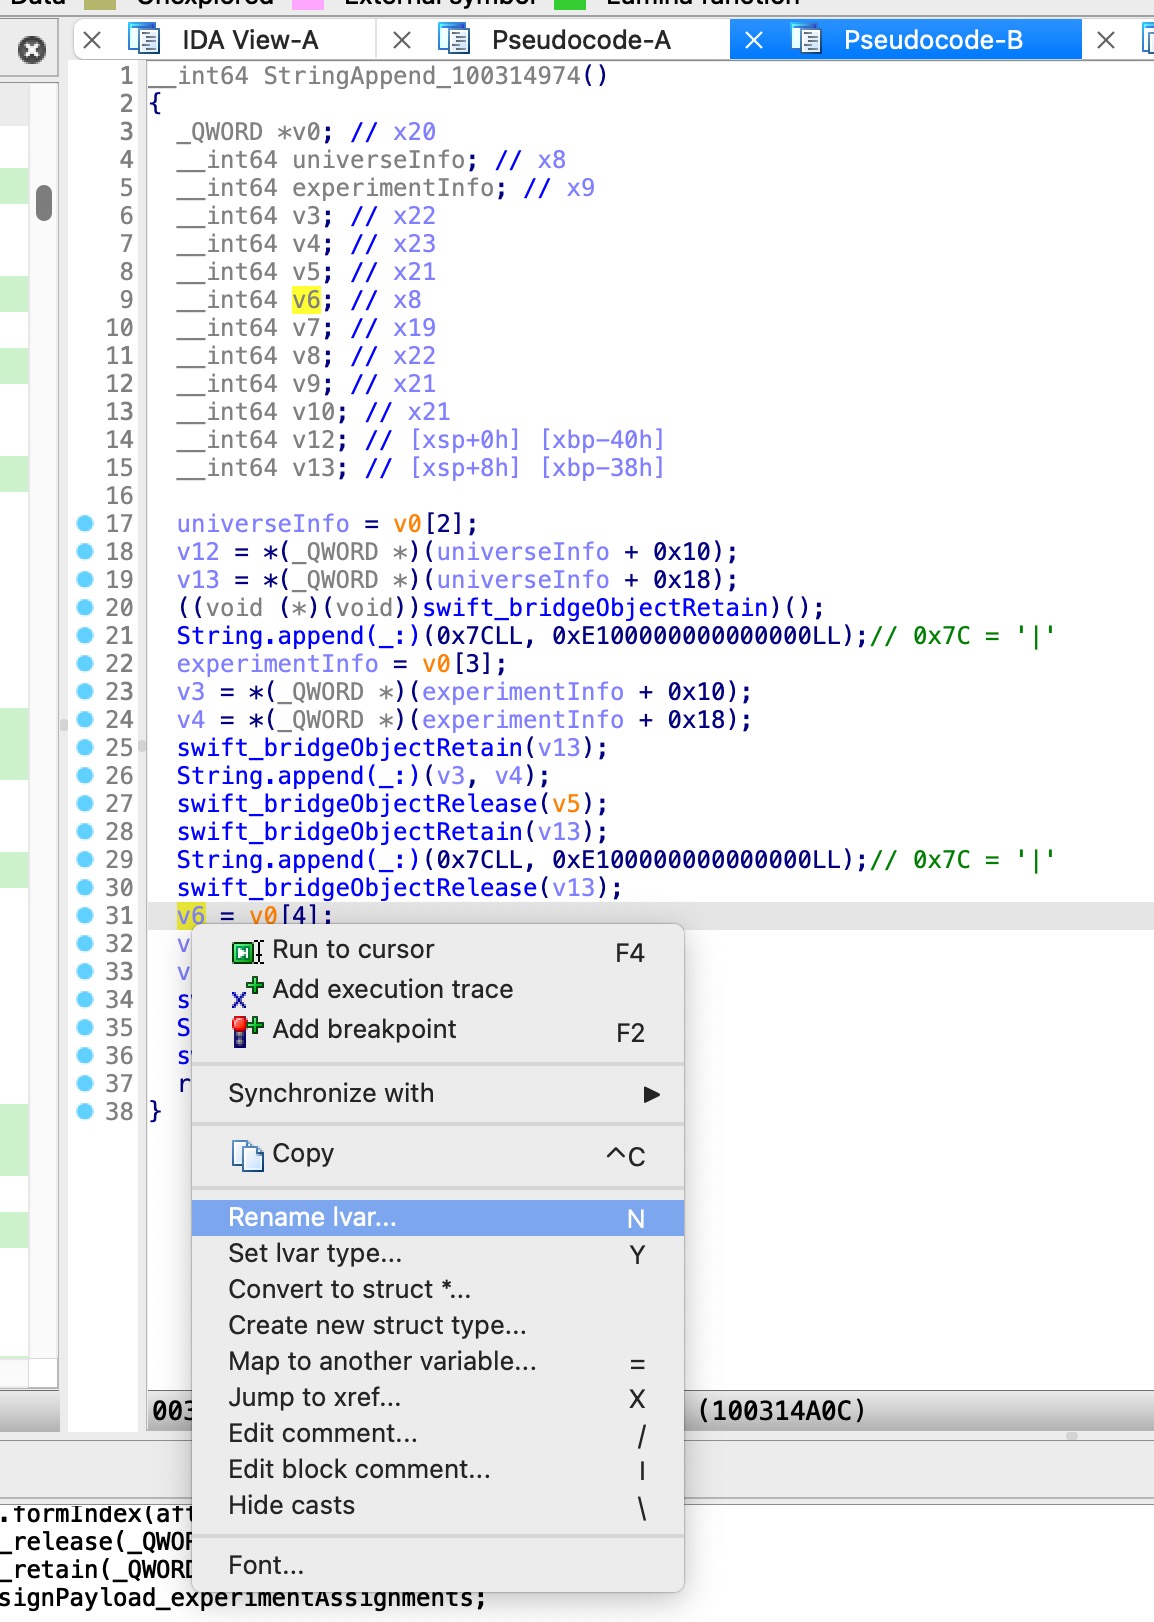 Data Unexplored External symbol Lumina function
IDA View-A Pseudocode-A Pseudocode-B
1 __int64 StringAppend_100314974()
2 {
3 _QWORD *v0; // x20
4 __int64 universeInfo; // x8
5 __int64 experimentInfo; // x9
6 __int64 v3; // x22
7 __int64 v4; // x23
8 __int64 v5; // x21
9 __int64 v6; // x8
10 __int64 v7; // x19
11 __int64 v8; // x22
12 __int64 v9; // x21
13 __int64 v10; // x21
14 __int64 v12; // [xsp+0h] [xbp-40h]
15 __int64 v13; // [xsp+8h] [xbp-38h]
16
17 universeInfo = v0[2];
18 v12 = *(_QWORD *)(universeInfo + 0x10);
19 v13 = *(_QWORD *)(universeInfo + 0x18);
20 ((void (*)(void))swift_bridgeObjectRetain)();
21 String.append(_:)(0x7CLL, 0xE100000000000000LL);// 0x7C = '|'
22 experimentInfo = v0[3];
23 v3 = *(_QWORD *)(experimentInfo + 0x10);
24 v4 = *(_QWORD *)(experimentInfo + 0x18);
25 swift_bridgeObjectRetain(v13);
26 String.append(_:)(v3, v4);
27 swift_bridgeObjectRelease(v5);
28 swift_bridgeObjectRetain(v13);
29 String.append(_:)(0x7CLL, 0xE100000000000000LL);// 0x7C = '|'
30 swift_bridgeObjectRelease(v13);
31 v6 = v0[4];
32 v
33 v
34 s
35 S
36 s
37 r
38 }
Run to cursor F4
Add execution trace
Add breakpoint F2
Synchronize with ▶
Copy ^C
Rename lvar... N
Set lvar type... Y
Convert to struct *...
Create new struct type...
Map to another variable... =
Jump to xref... X
Edit comment... /
Edit block comment... I
Hide casts \
Font...
003 (100314A0C)
.formIndex(aft
_release(_QWOR
_retain(_QWORD
signPayload_experimentAssignments;